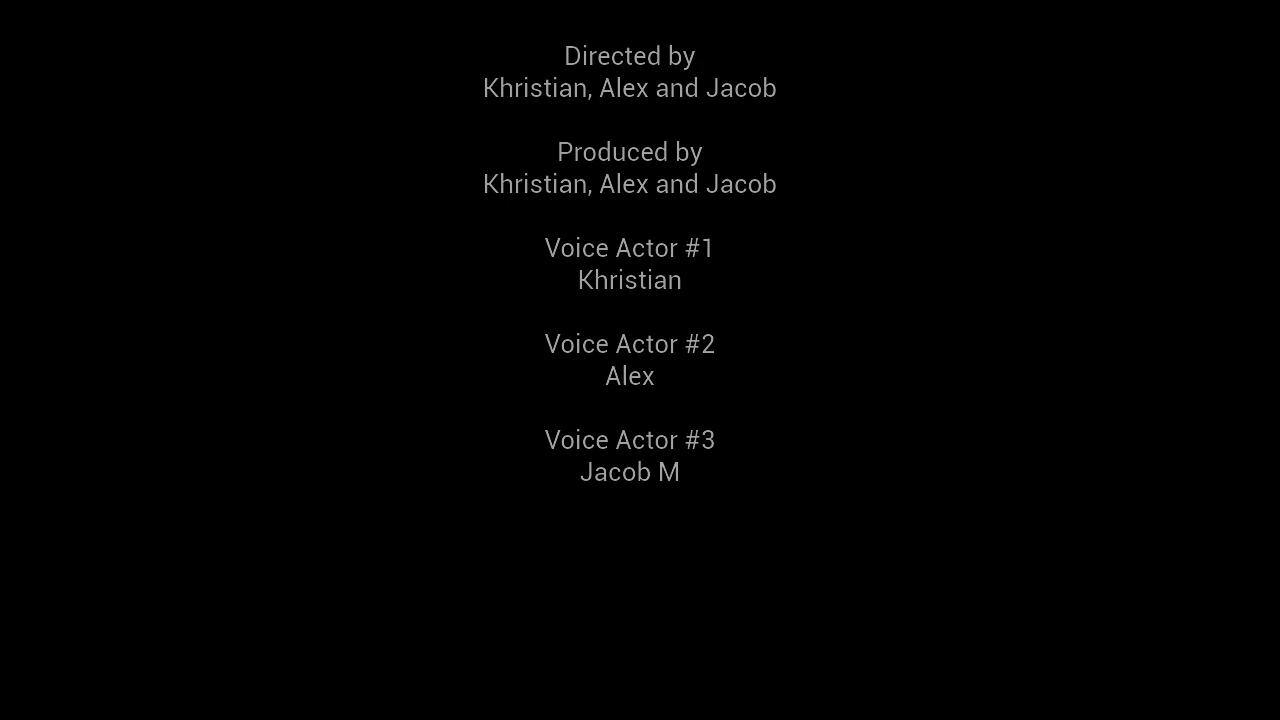 Directed by
Khristian, Alex and Jacob
Produced by
Khristian, Alex and Jacob
Voice Actor #1
Khristian
Voice Actor #2
Alex
Voice Actor #3
Jacob M